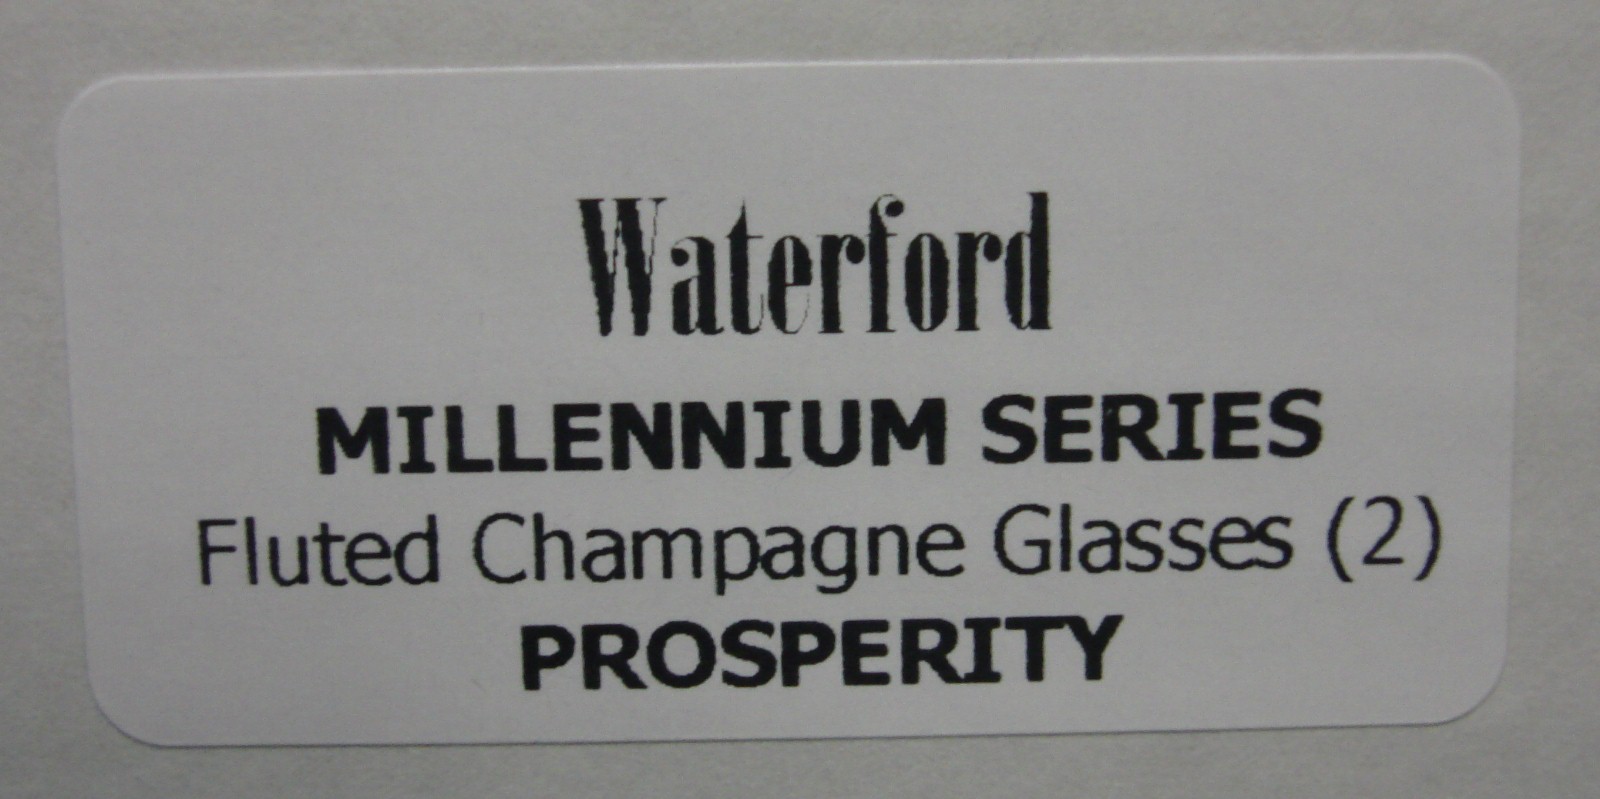 Waterford
MILLENNIUM SERIES
Fluted Champagne Glasses (2)
PROSPERITY